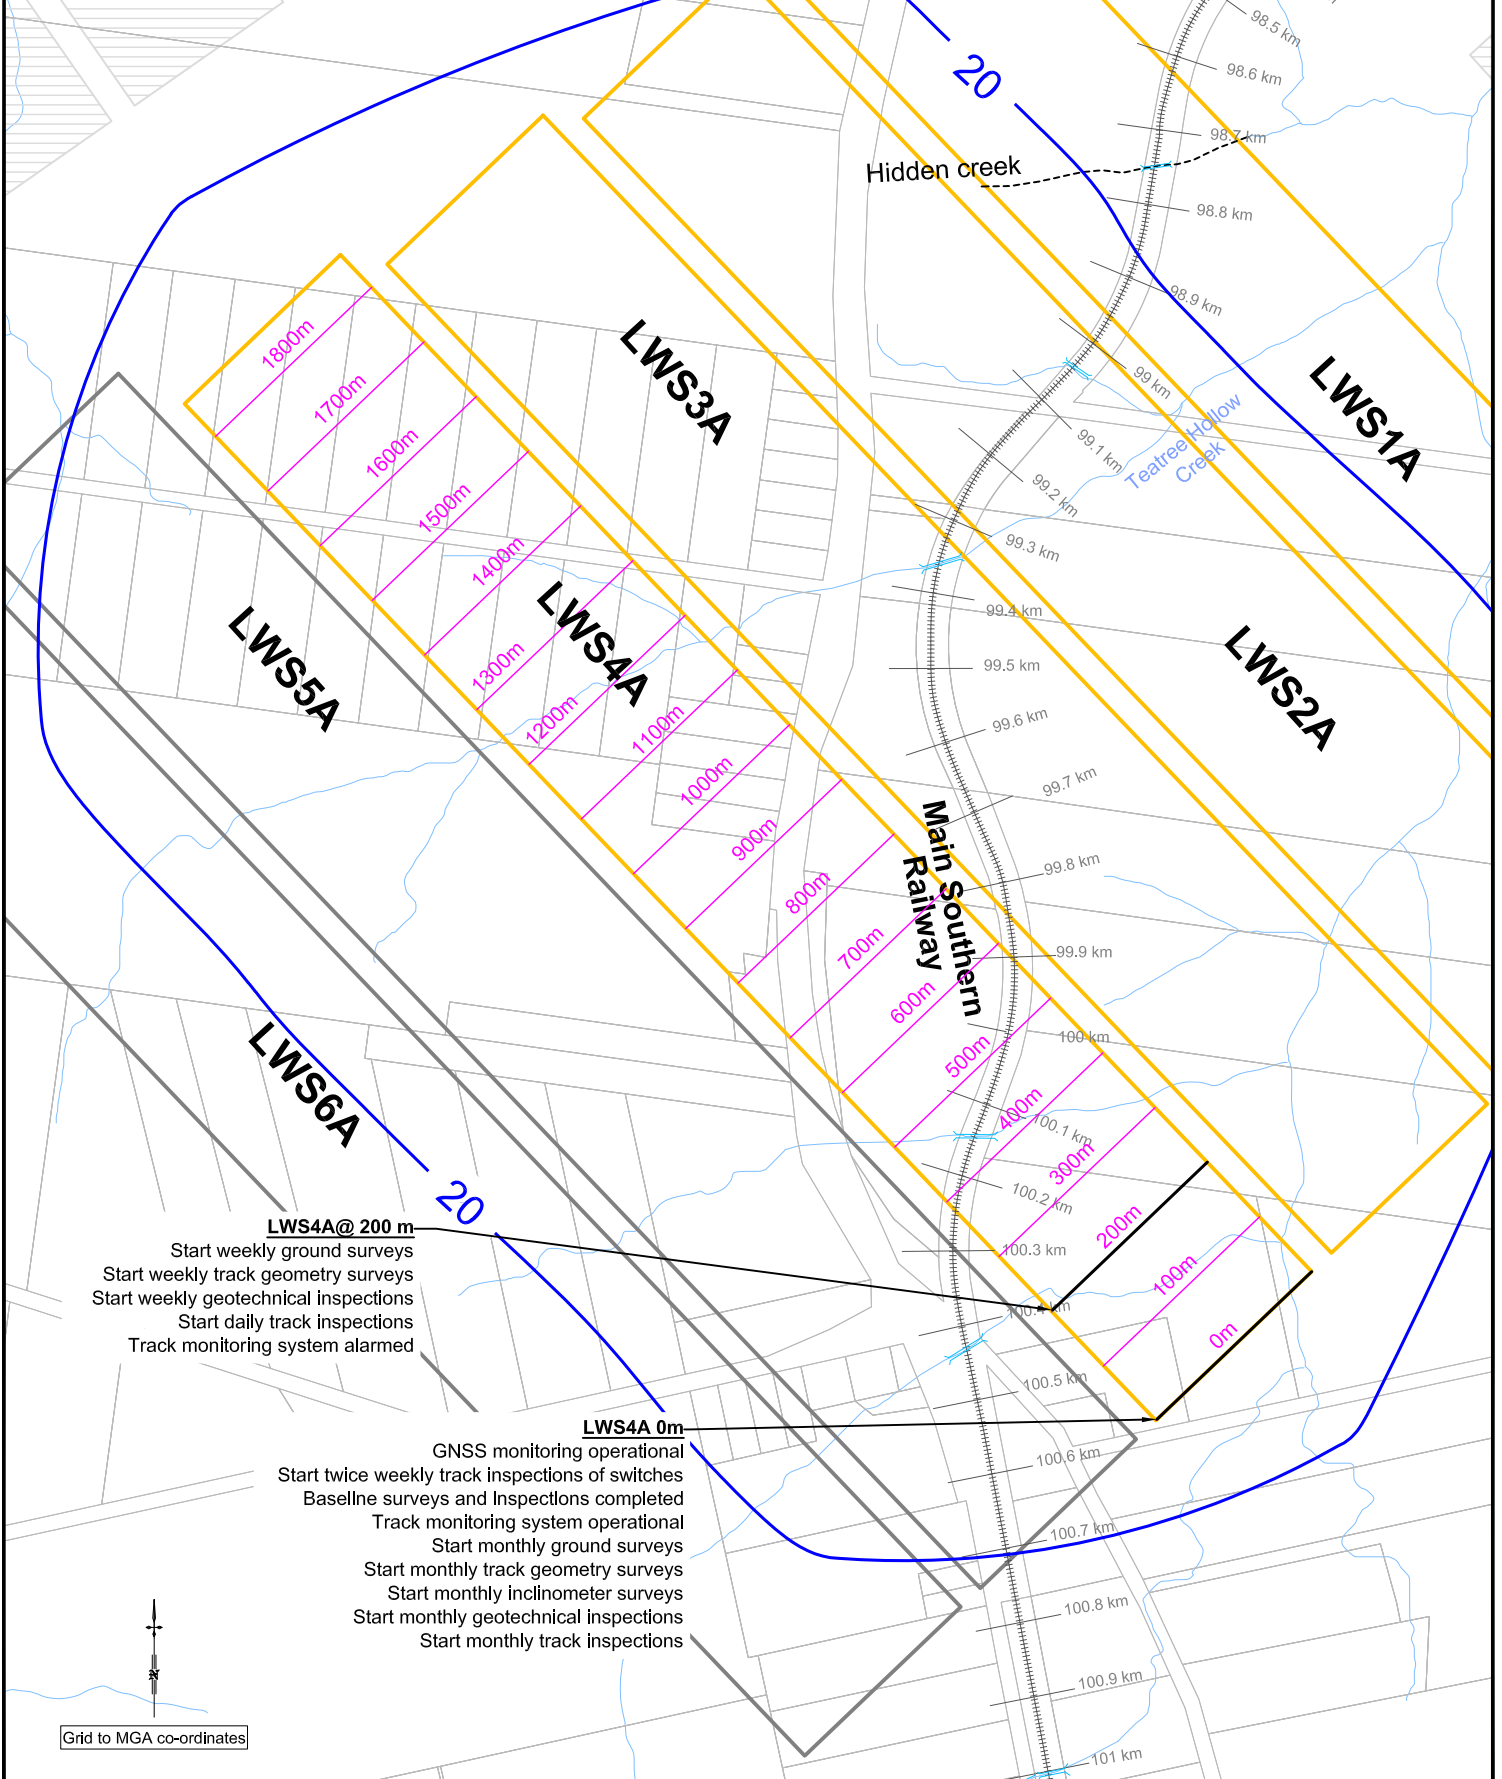 98.5 km
20
98.6 km
98.7 km
Hidden creek
98.8 km
98.9 km
99 km
LWS3A
1800m
1700m
LWS1A
Teatree Hollow
Creek
99.1 km
1600m
99.2 km
1500m
99.3 km
1400m
LWS4A
99.4 km
LWS5A
1300m
99.5 km
LWS2A
1200m
1100m
99.6 km
1000m
99.7 km
900m
Main Southern
Railway
99.8 km
800m
700m
99.9 km
600m
100 km
500m
LWS6A
400m
100.1 km
300m
100.2 km
20
200m
LWS4A@ 200 m
Start weekly ground surveys
Start weekly track geometry surveys
Start weekly geotechnical inspections
Start daily track inspections
Track monitoring system alarmed
100.3 km
100m
100.4 km
0m
100.5 km
LWS4A 0m
GNSS monitoring operational
Start twice weekly track inspections of switches
Baseline surveys and Inspections completed
Track monitoring system operational
Start monthly ground surveys
Start monthly track geometry surveys
Start monthly inclinometer surveys
Start monthly geotechnical inspections
Start monthly track inspections
100.6 km
100.7 km
100.8 km
100.9 km
N
Grid to MGA co-ordinates
101 km